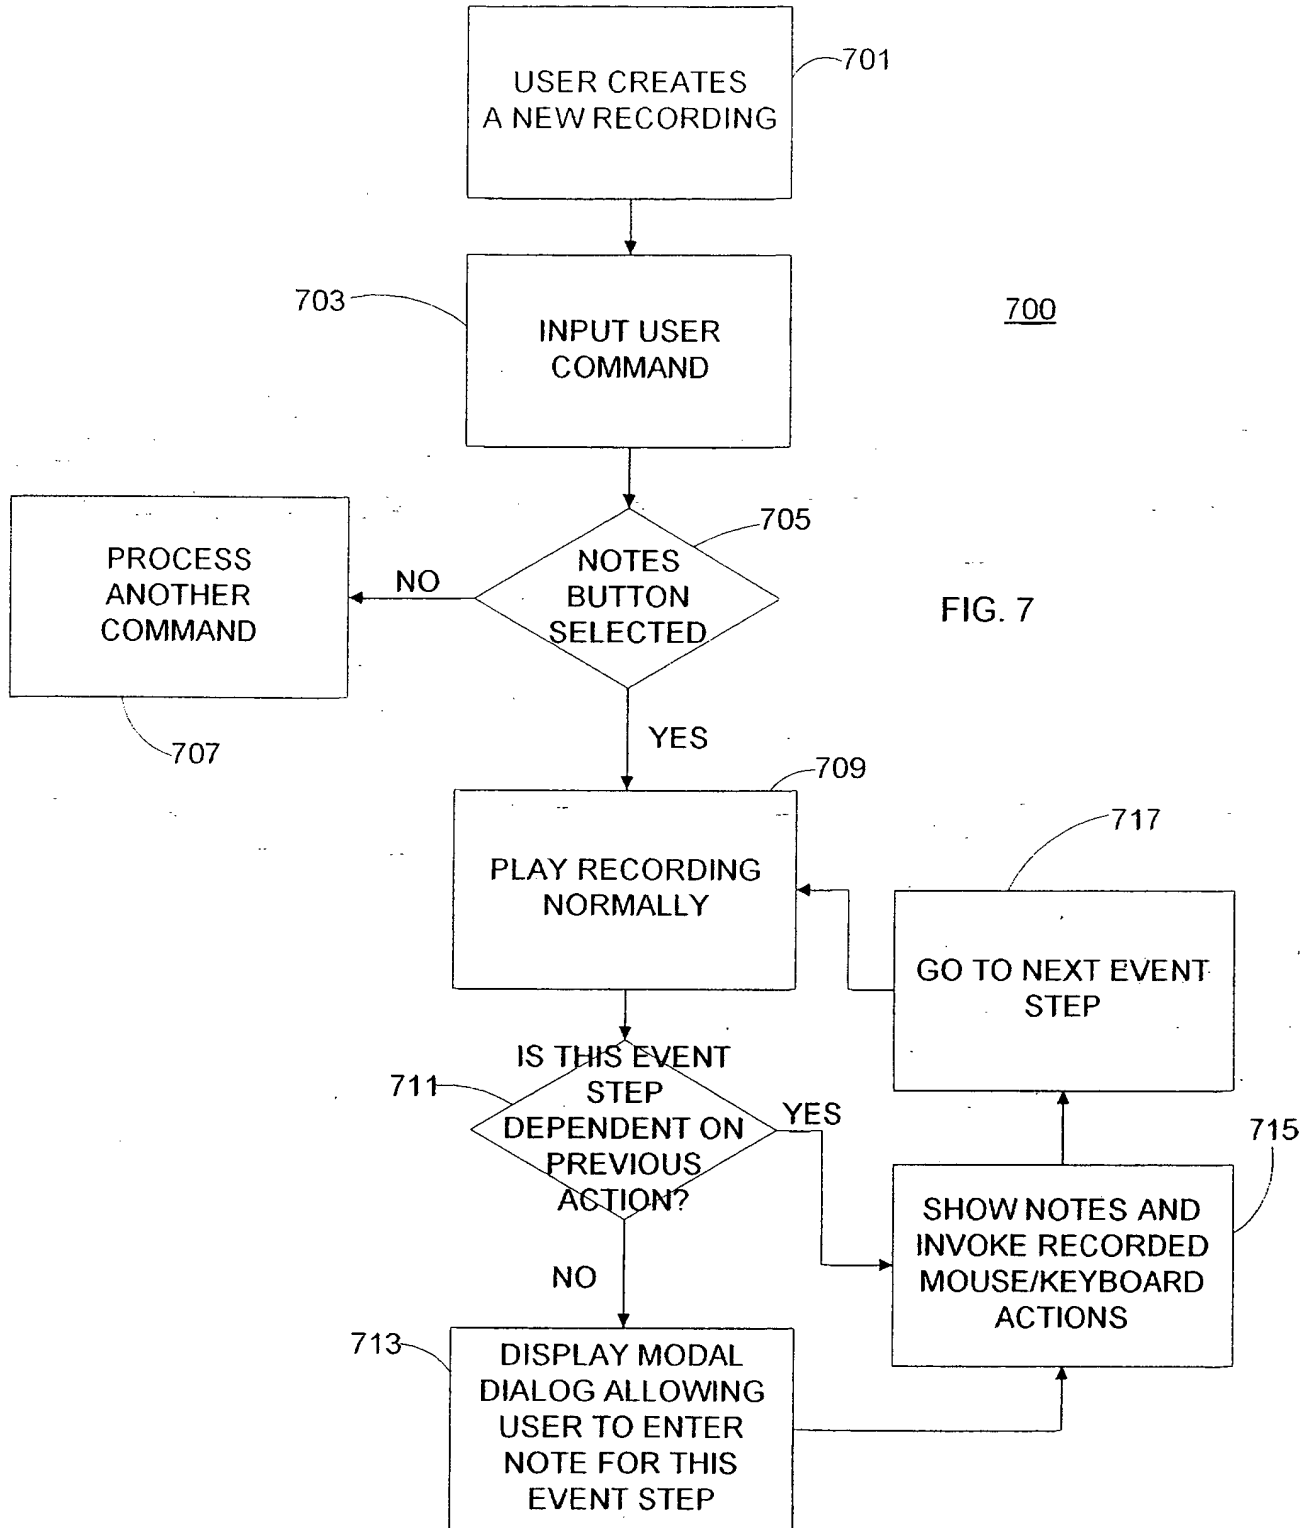 USER CREATES
A NEW RECORDING
701
703
INPUT USER
COMMAND
700
705
NOTES
BUTTON
SELECTED
NO
PROCESS
ANOTHER
COMMAND
707
FIG. 7
YES
709
PLAY RECORDING
NORMALLY
717
GO TO NEXT EVENT
STEP
711
IS THIS EVENT
STEP
DEPENDENT ON
PREVIOUS
ACTION?
YES
715
SHOW NOTES AND
INVOKE RECORDED
MOUSE/KEYBOARD
ACTIONS
NO
713
DISPLAY MODAL
DIALOG ALLOWING
USER TO ENTER
NOTE FOR THIS
EVENT STEP